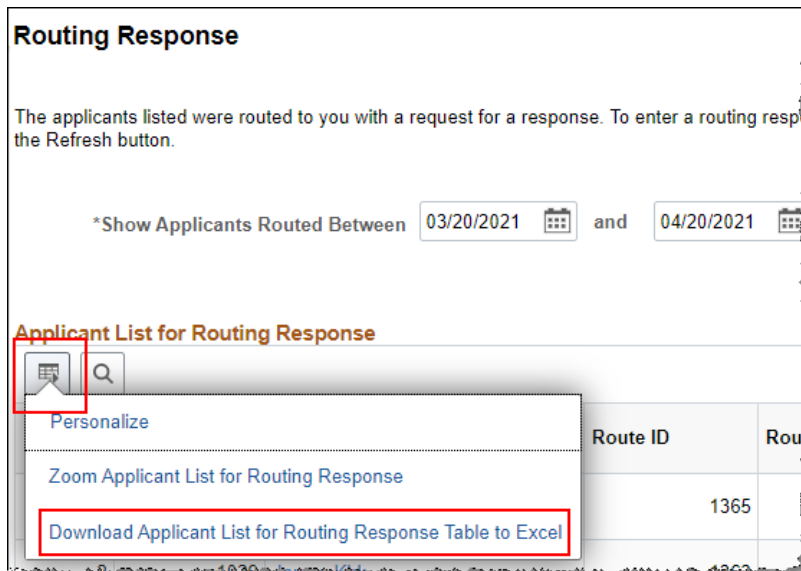 Routing Response
The applicants listed were routed to you with a request for a response. To enter a routing
the Refresh button.
*Show Applicants Routed Between 03/20/2021 and 04/20/2021
Applicant List for Routing Response
Personalize
Route ID
Zoom Applicant List for Routing Response
1365
Download Applicant List for Routing Response Table to Excel